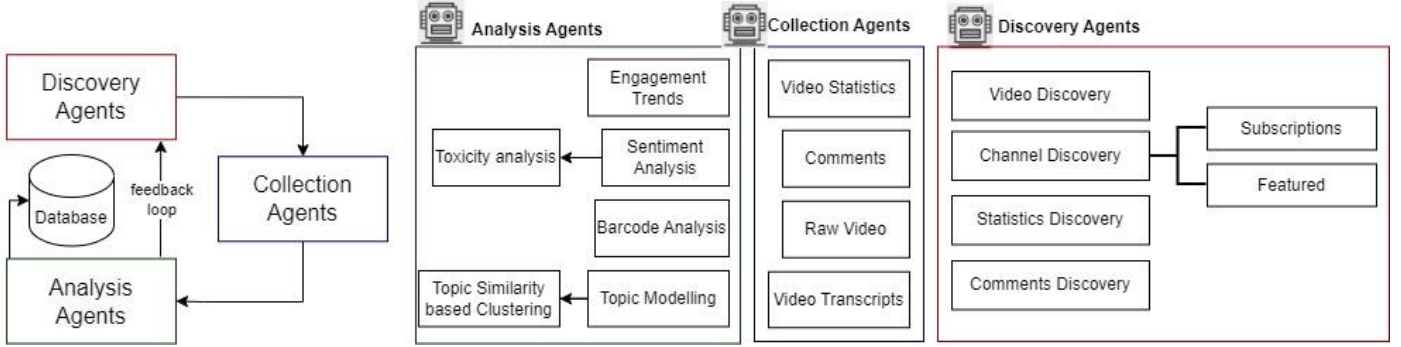 Discovery
Agents
Collection
Agents
feedback
loop
Database
Analysis
Agents
Analysis Agents
Engagement
Trends
Toxicity analysis
Sentiment
Analysis
Barcode Analysis
Topic Similarity
based Clustering
Topic Modelling
Collection Agents
Video Statistics
Comments
Raw Video
Video Transcripts
Discovery Agents
Video Discovery
Channel Discovery
Subscriptions
Featured
Statistics Discovery
Comments Discovery